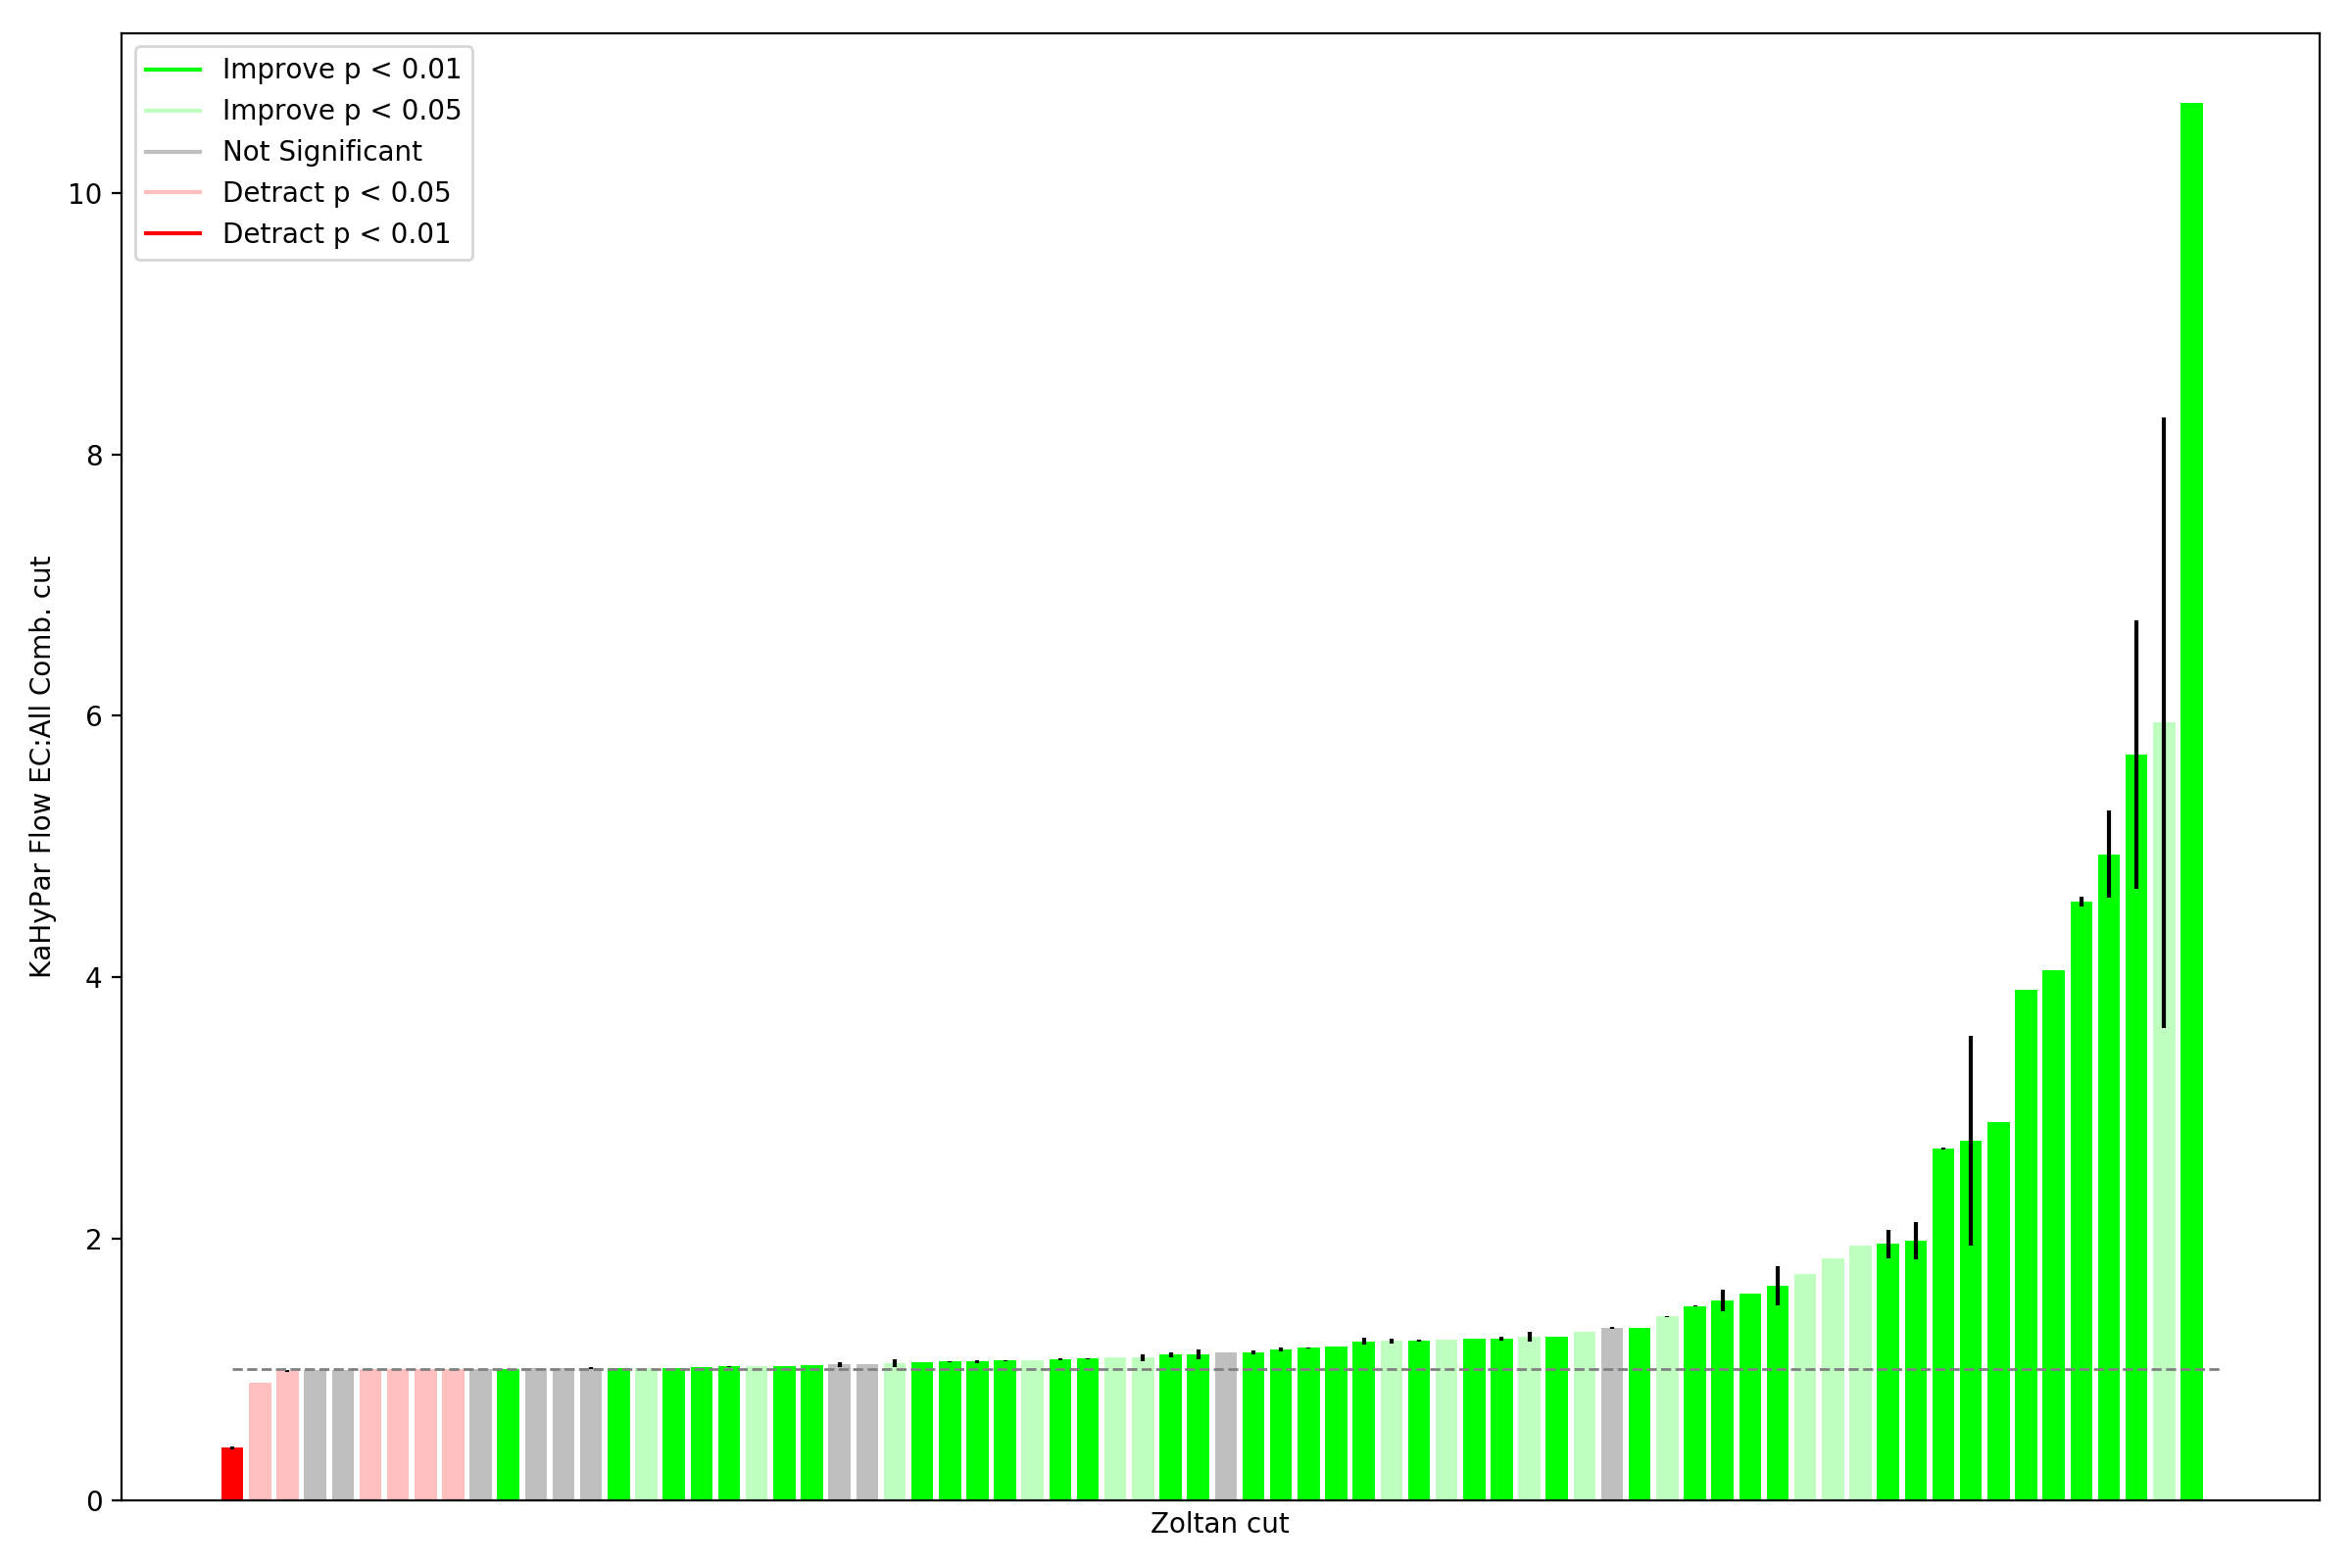 Improve p < 0.01
Improve p < 0.05
Not Significant
Detract p < 0.05
Detract p < 0.01
10
8
6
4
2
0
KaHyPar Flow EC:All Comb. cut
Zoltan cut